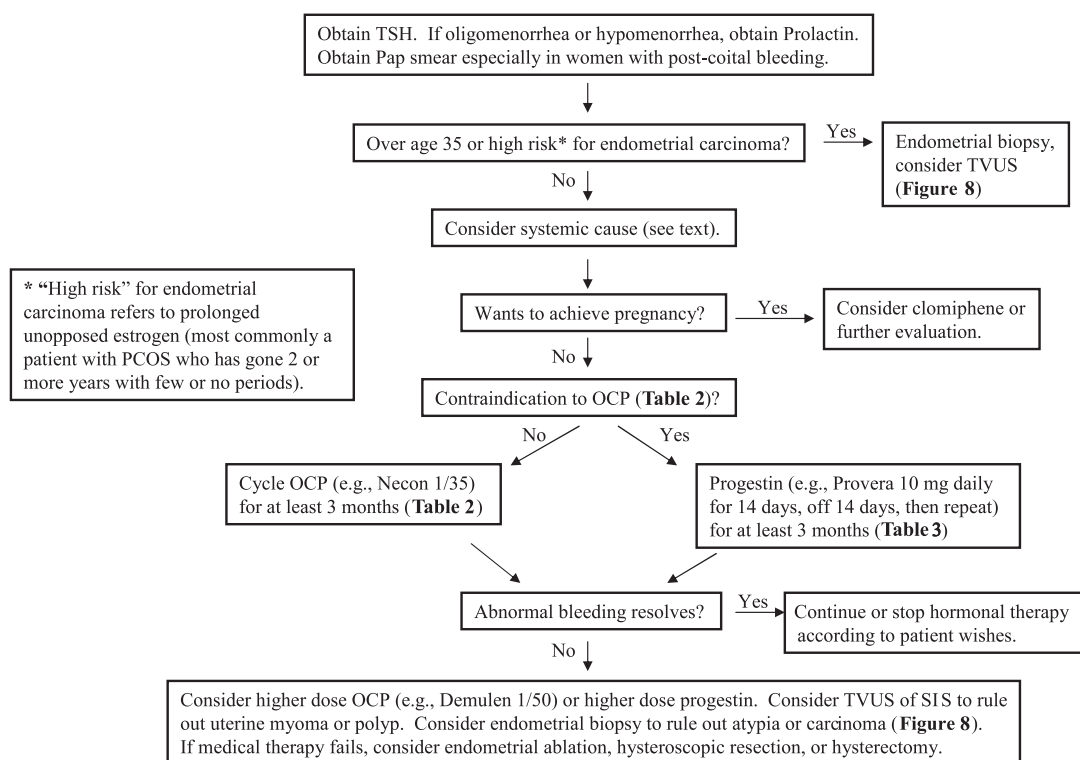 Obtain TSH. If oligomenorrhea or hypomenorrhea, obtain Prolactin.
Obtain Pap smear especially in women with post-coital bleeding.
Over age 35 or high risk* for endometrial carcinoma?
Yes
Endometrial biopsy,
consider TVUS
(Figure 8)
No
Consider systemic cause (see text).
* “High risk” for endometrial
carcinoma refers to prolonged
unopposed estrogen (most commonly a
patient with PCOS who has gone 2 or
more years with few or no periods).
Wants to achieve pregnancy?
Yes
Consider clomiphene or
further evaluation.
No
Contraindication to OCP (Table 2)?
No
Yes
Cycle OCP (e.g., Necon 1/35)
for at least 3 months (Table 2)
Progestin (e.g., Provera 10 mg daily
for 14 days, off 14 days, then repeat)
for at least 3 months (Table 3)
Abnormal bleeding resolves?
Yes
Continue or stop hormonal therapy
according to patient wishes.
No
Consider higher dose OCP (e.g., Demulen 1/50) or higher dose progestin. Consider TVUS of SIS to rule
out uterine myoma or polyp. Consider endometrial biopsy to rule out atypia or carcinoma (Figure 8).
If medical therapy fails, consider endometrial ablation, hysteroscopic resection, or hysterectomy.